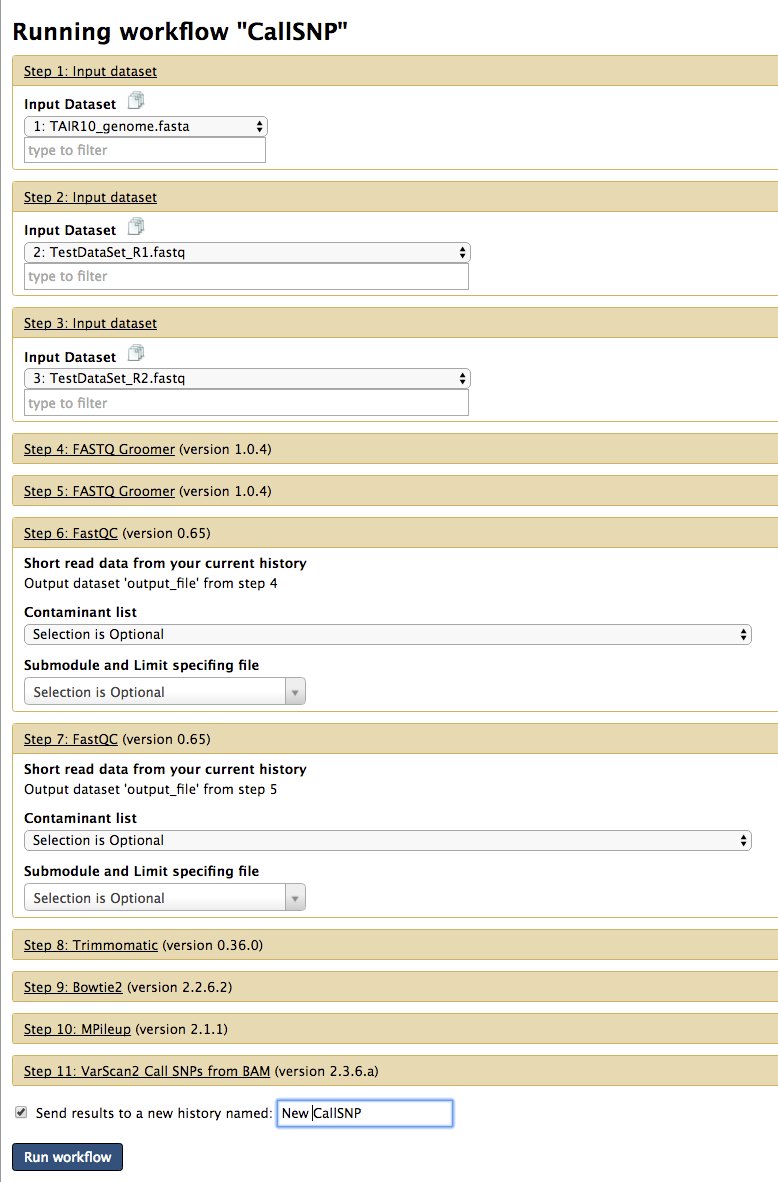 Running workflow "CallSNP"
Step 1: Input dataset
Input Dataset
1: TAIR10_genome.fasta
type to filter
Step 2: Input dataset
Input Dataset
2: TestDataSet_R1.fastq
type to filter
Step 3: Input dataset
Input Dataset
3: TestDataSet_R2.fastq
type to filter
Step 4: FASTQ Groomer (version 1.0.4)
Step 5: FASTQ Groomer (version 1.0.4)
Step 6: FastQC (version 0.65)
Short read data from your current history
Output dataset 'output_file' from step 4
Contaminant list
Selection is Optional
Submodule and Limit specifing file
Selection is Optional
Step 7: FastQC (version 0.65)
Short read data from your current history
Output dataset 'output_file' from step 5
Contaminant list
Selection is Optional
Submodule and Limit specifing file
Selection is Optional
Step 8: Trimmomatic (version 0.36.0)
Step 9: Bowtie2 (version 2.2.6.2)
Step 10: MPileup (version 2.1.1)
Step 11: VarScan2 Call SNPs from BAM (version 2.3.6.a)
Send results to a new history named: New CallSNP
Run workflow